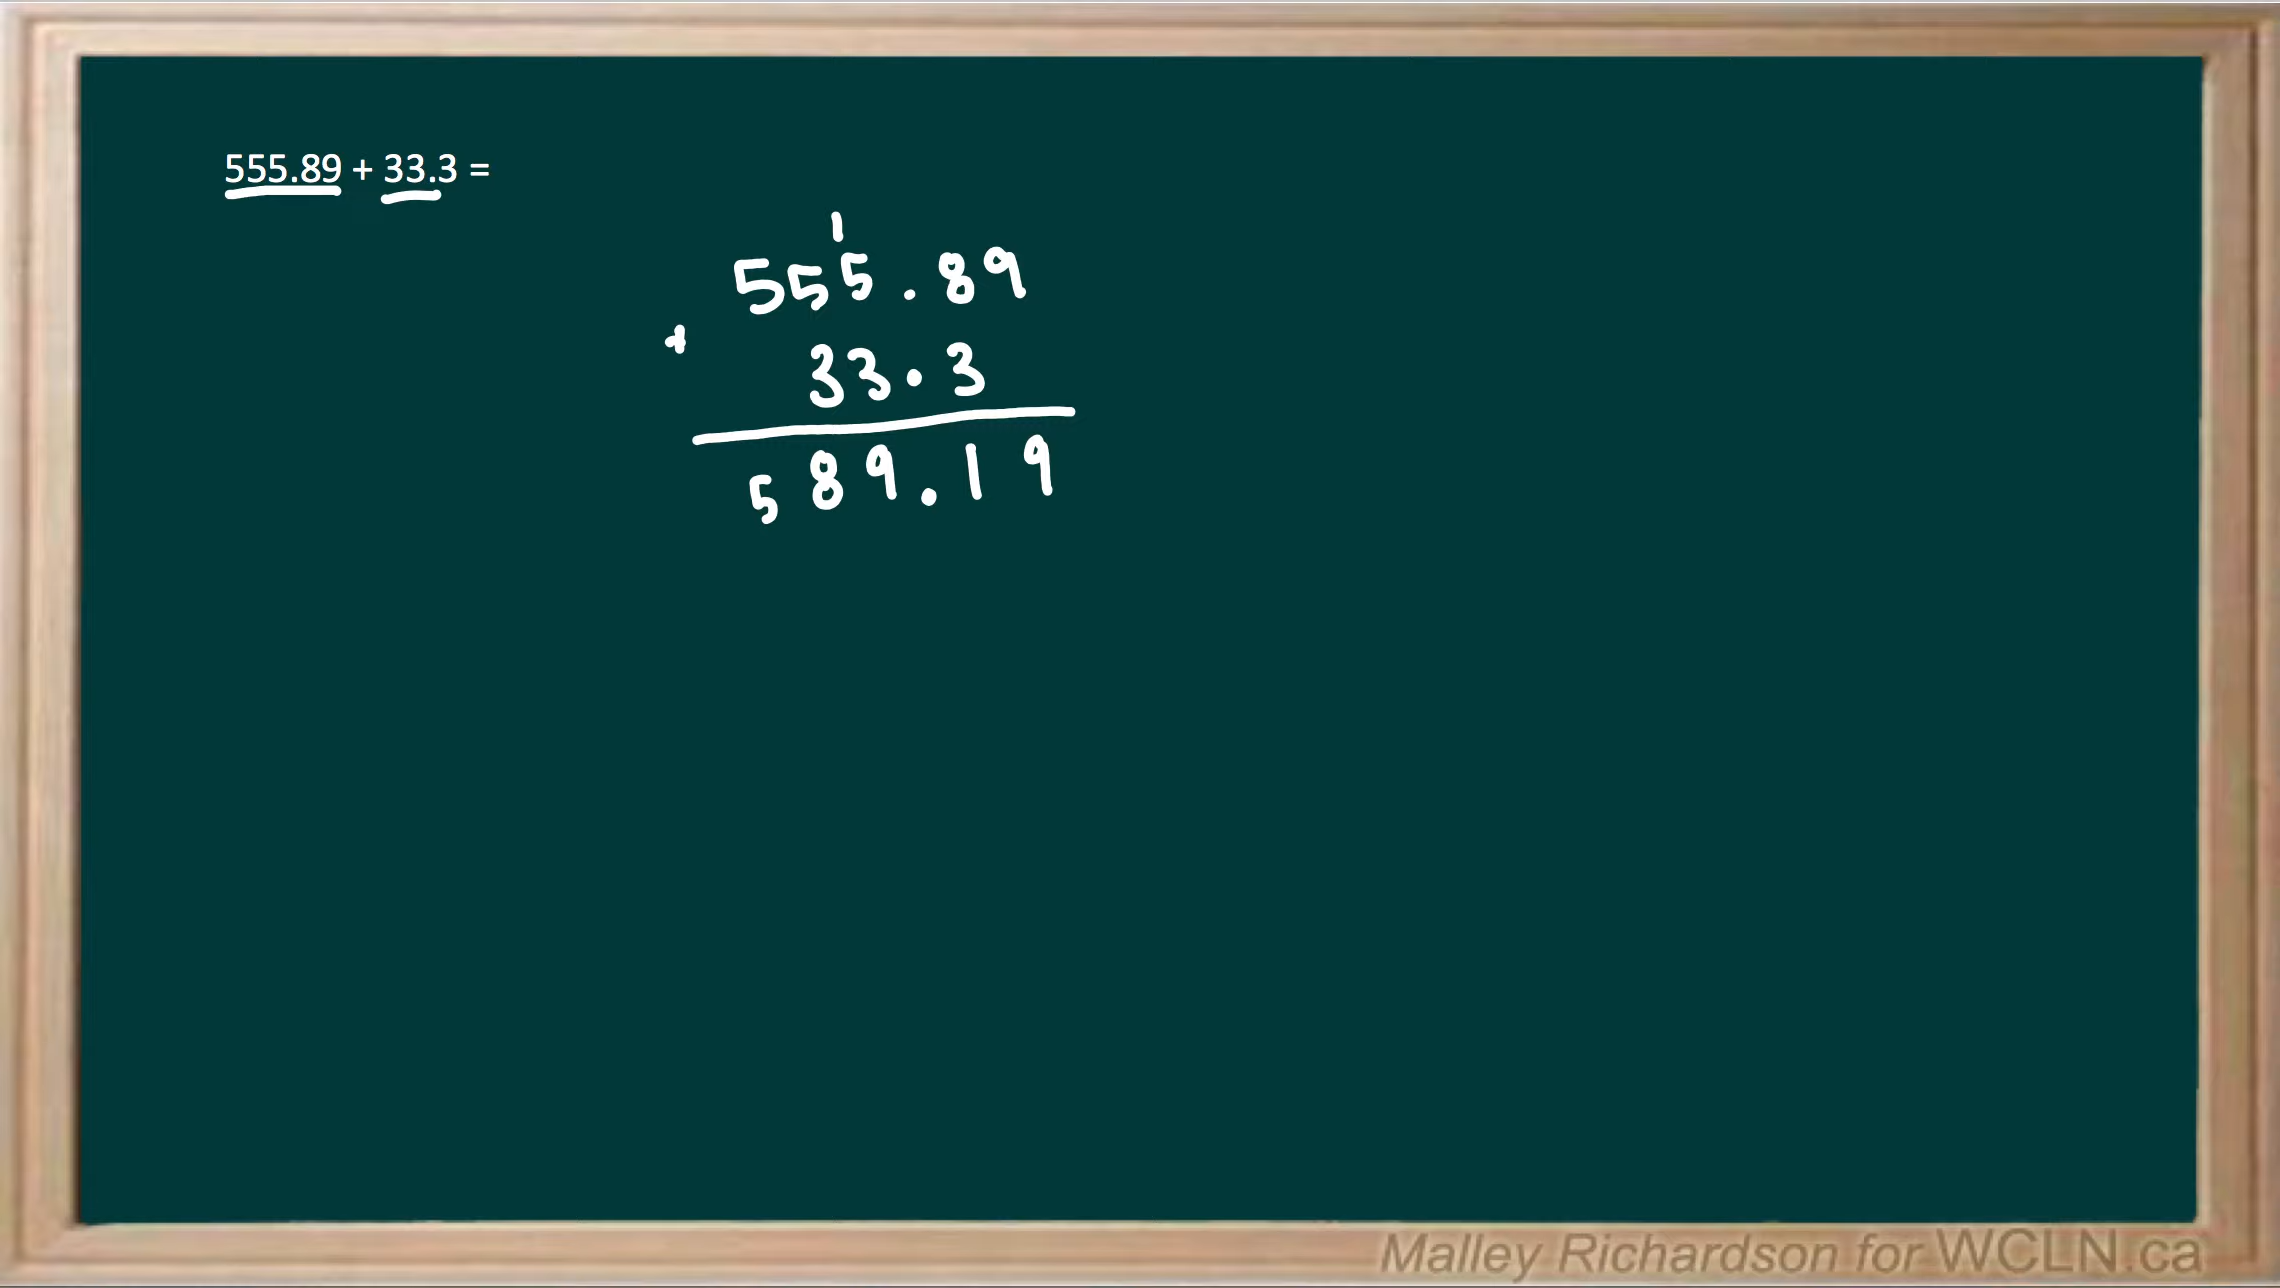 555.89 + 33.3 =
1
555.89
+
33.3
589.19
Malley Richardson for WCLN.ca